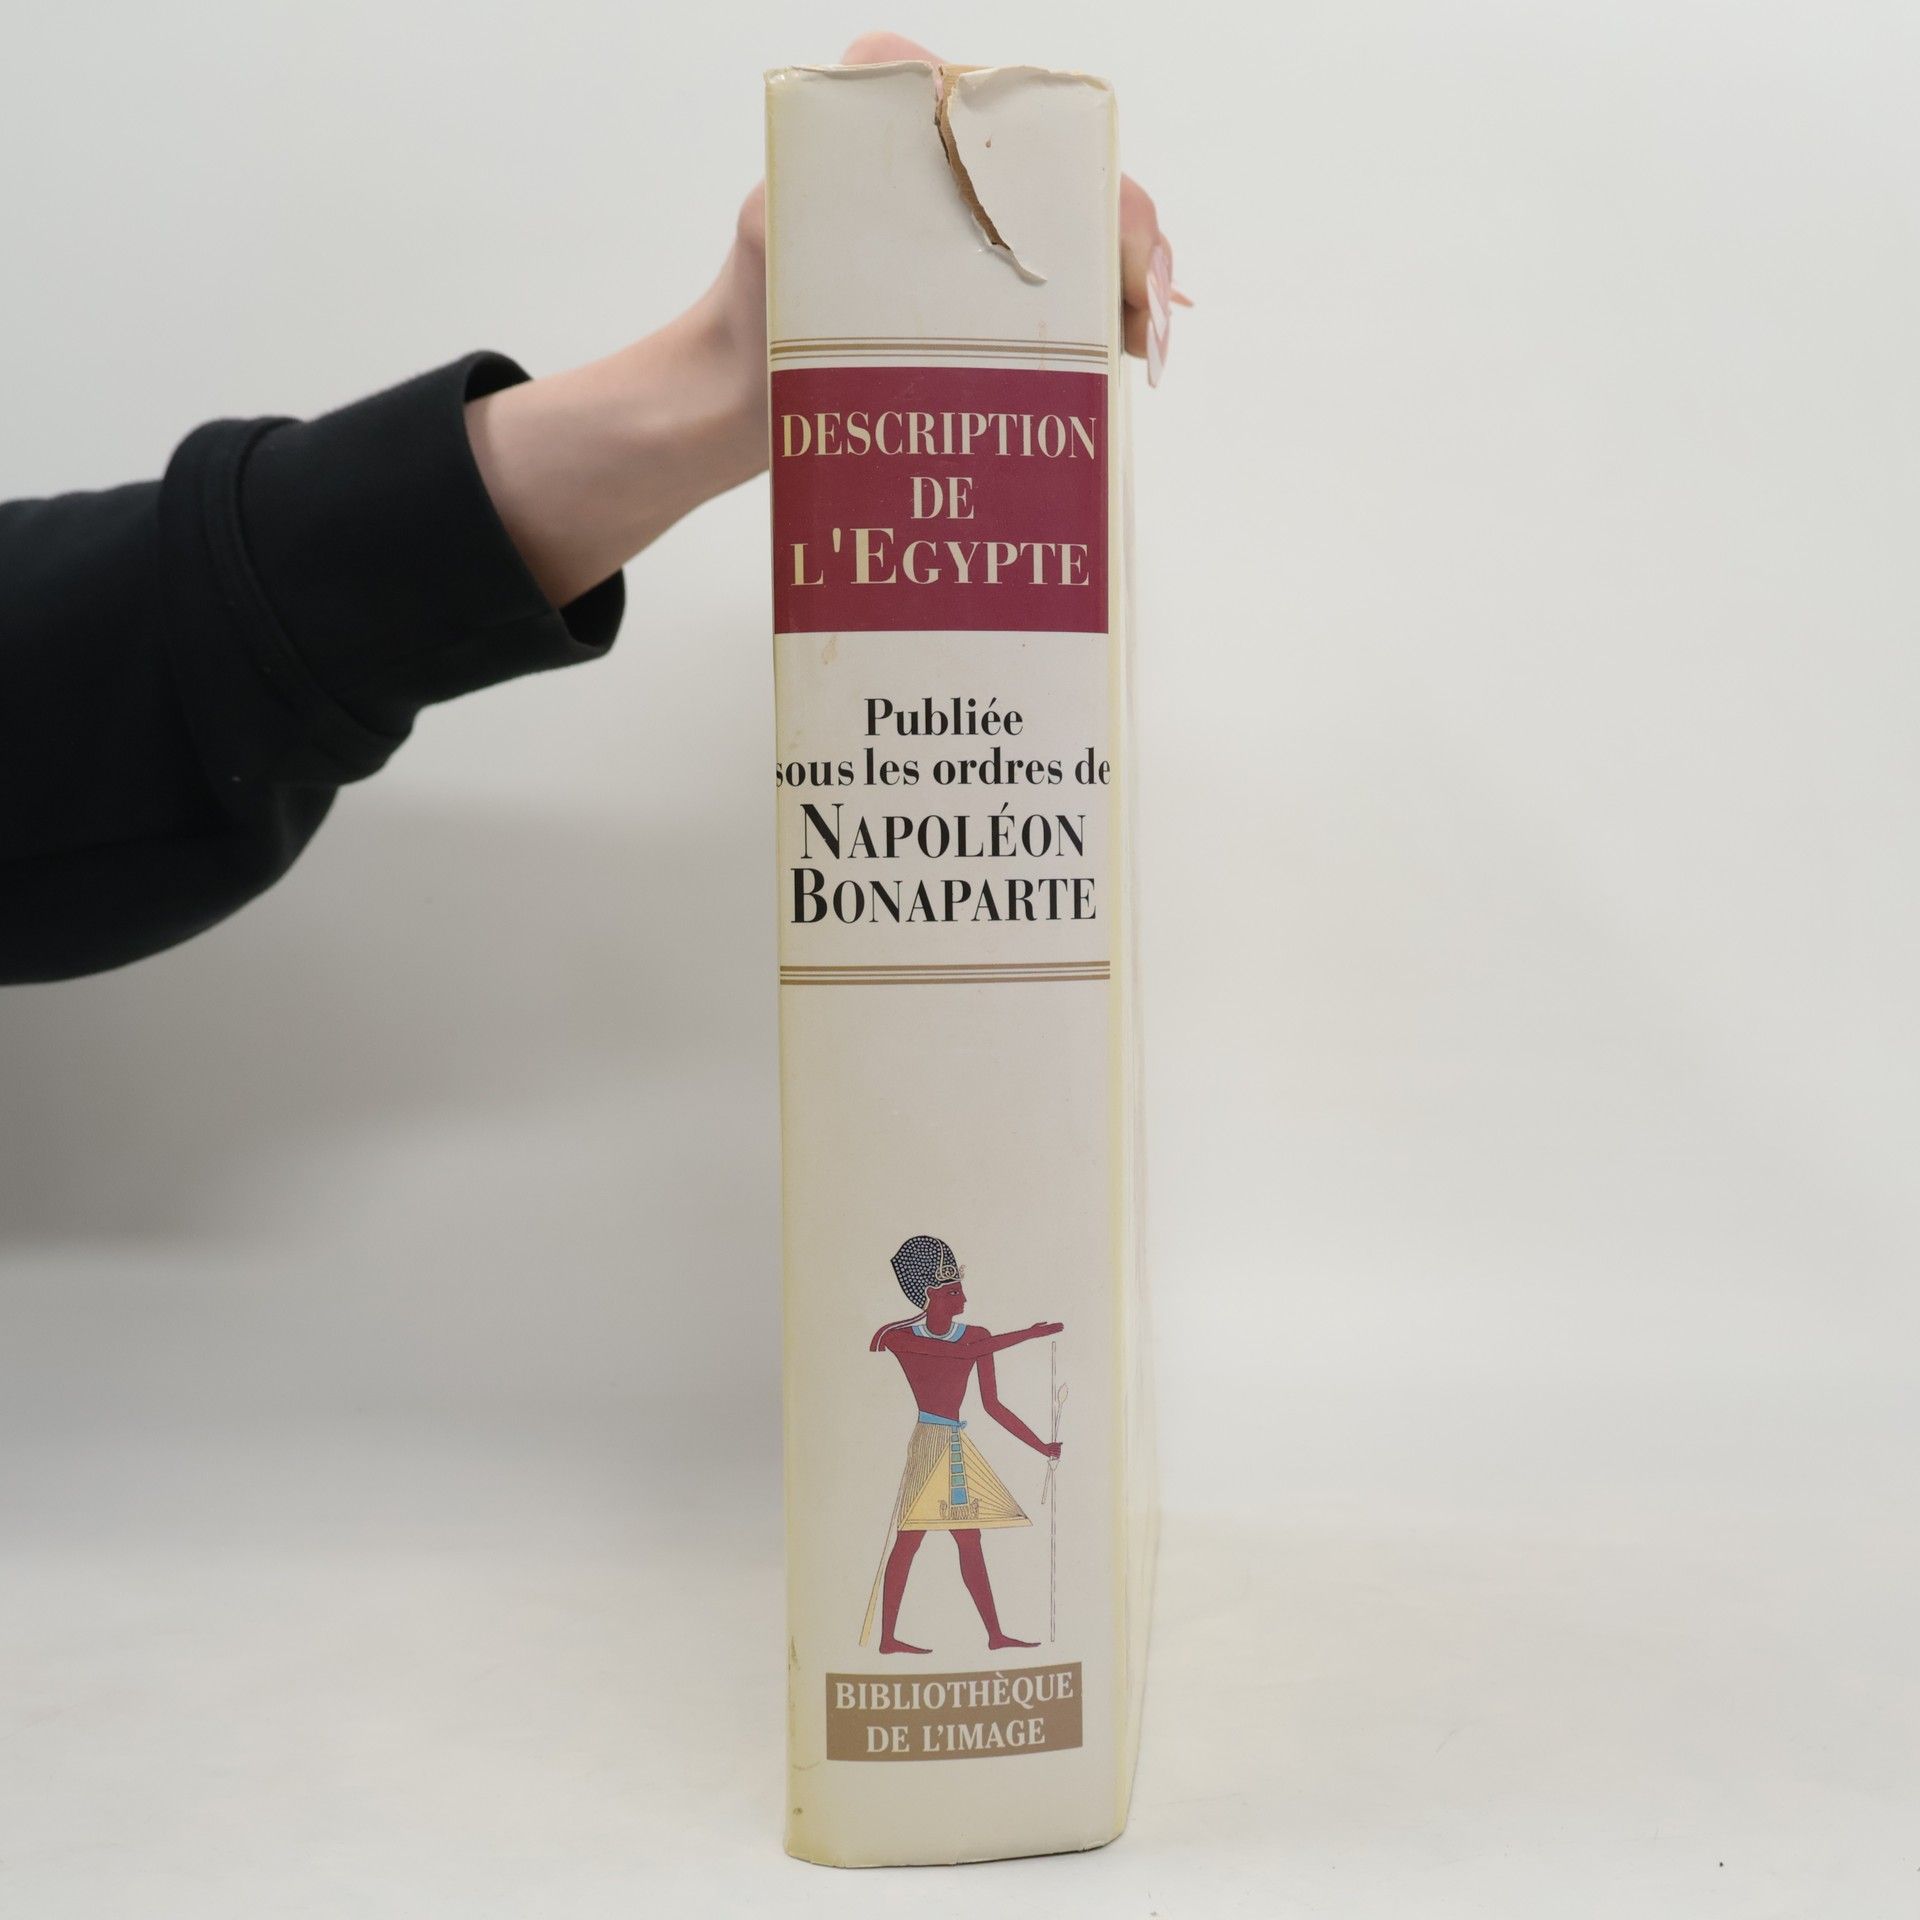 DESCRIPTION
DE
L'EGYPTE
Publiée
sous les ordres de
NAPOLÉON
BONAPARTE
BIBLIOTHÈQUE
DE L'IMAGE